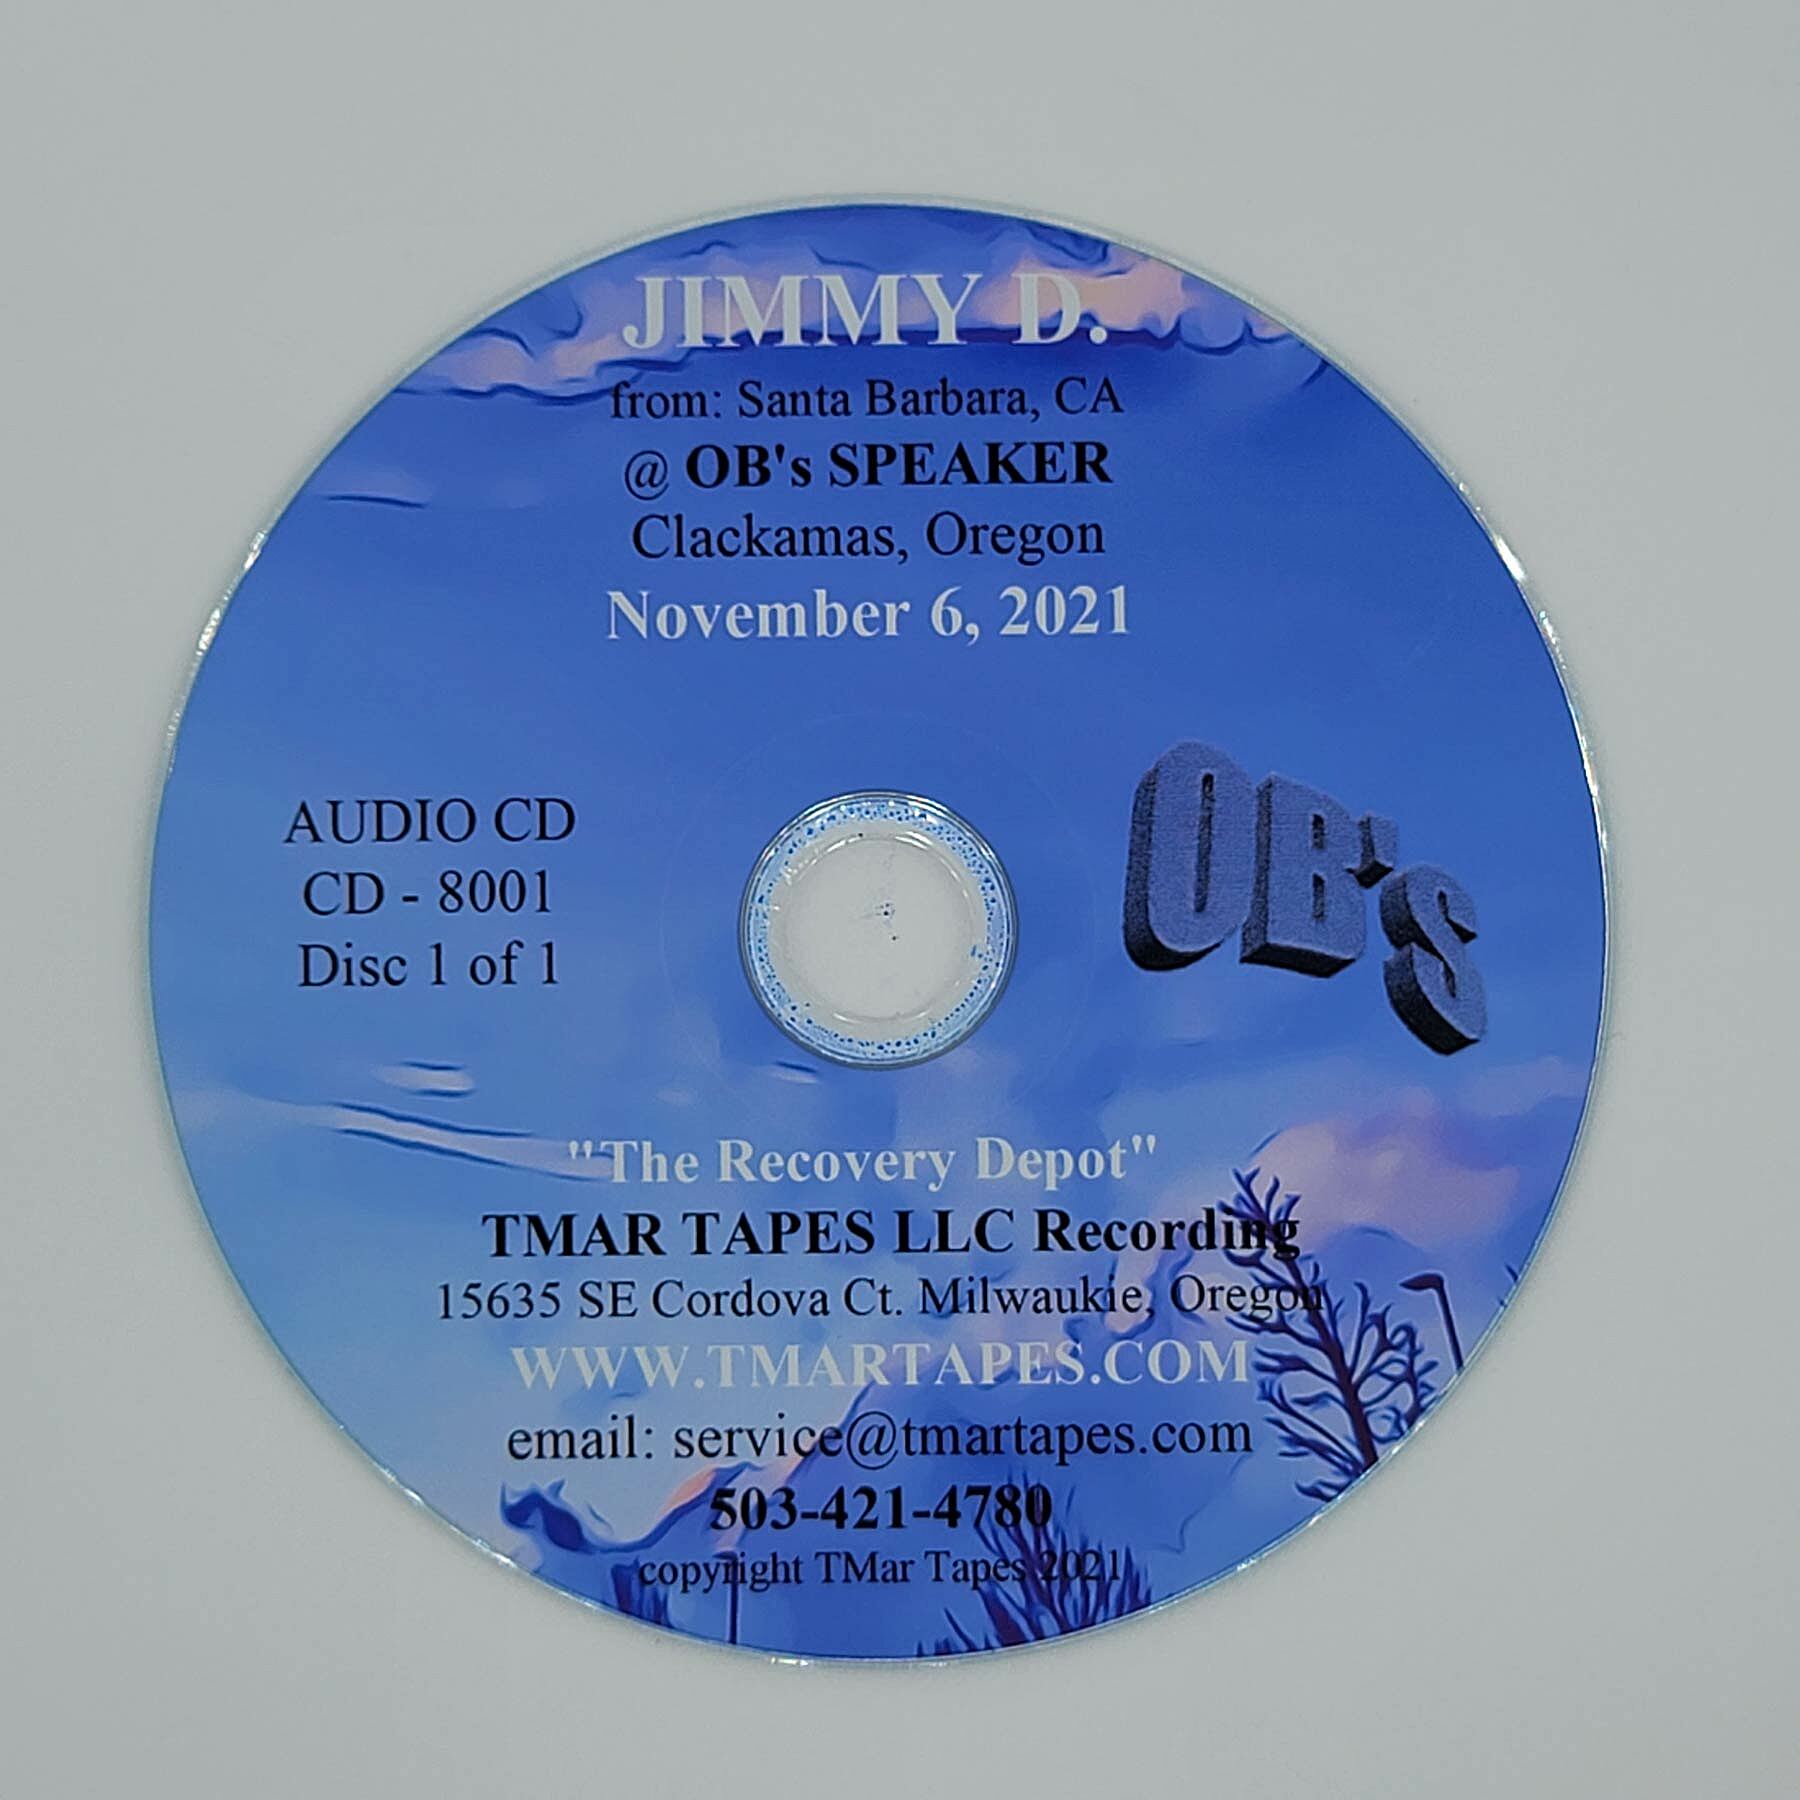 JIMMY D.
from: Santa Barbara, CA
@ OB's SPEAKER
Clackamas, Oregon
November 6, 2021
AUDIO CD
CD - 8001
Disc 1 of 1
OB's
"The Recovery Depot"
TMAR TAPES LLC Recording
15635 SE Cordova Ct. Milwaukie, Oregon
WWW.TMARTAPES.COM
email: service@tmartapes.com
503-421-4780
copyright TMar Tapes 2021